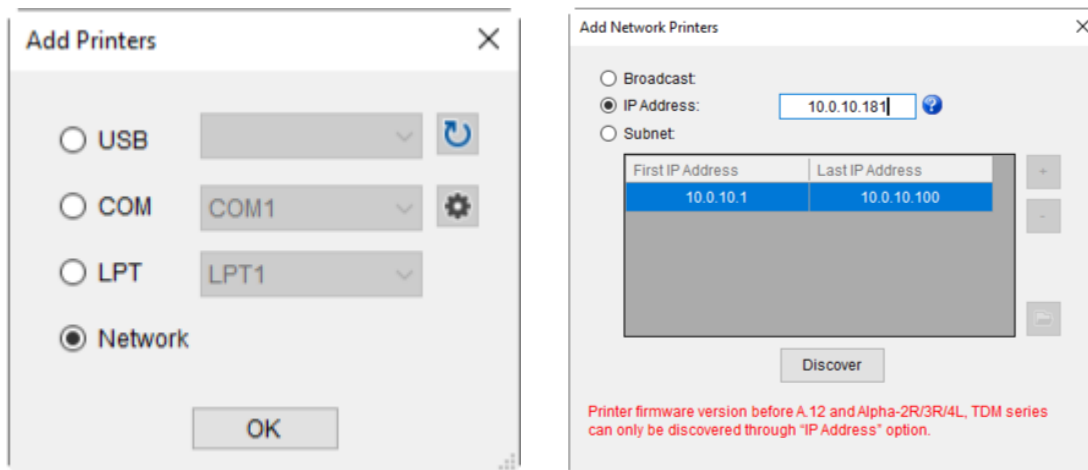 Add Printers
USB
COM COM1
LPT LPT1
Network
OK
Add Network Printers
Broadcast:
IP Address: 10.0.10.181
Subnet:
First IP Address Last IP Address
10.0.10.1 10.0.10.100
+
-
Discover
Printer firmware version before A.12 and Alpha-2R/3R/4L, TDM series
can only be discovered through “IP Address” option.